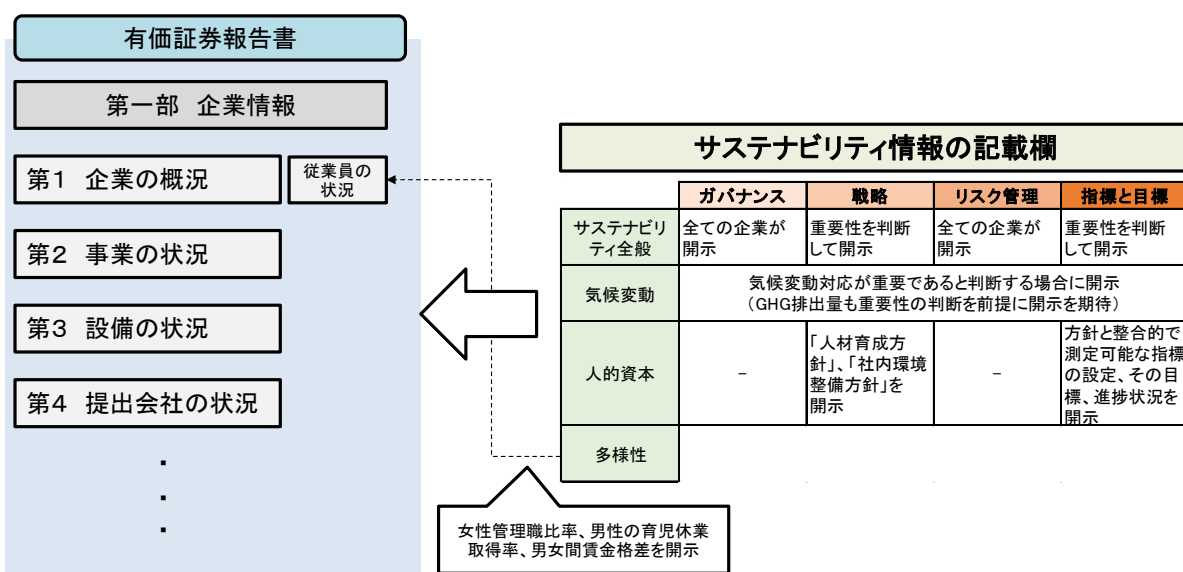 有価証券報告書
第一部 企業情報
第1 企業の概況
従業員の
状況
第2 事業の状況
第3 設備の状況
第4 提出会社の状況
・
・
・
サステナビリティ情報の記載欄
ガバナンス
戦略
リスク管理
指標と目標
サステナビリ
ティ全般
全ての企業が
開示
重要性を判断
して開示
全ての企業が
開示
重要性を判断
して開示
気候変動
気候変動対応が重要であると判断する場合に開示
（GHG排出量も重要性の判断を前提に開示を期待）
人的資本
－
「人材育成方
針」、「社内環境
整備方針」を
開示
－
方針と整合的で
測定可能な指標
の設定、その目
標、進捗状況を
開示
多様性
女性管理職比率、男性の育児休業
取得率、男女間賃金格差を開示